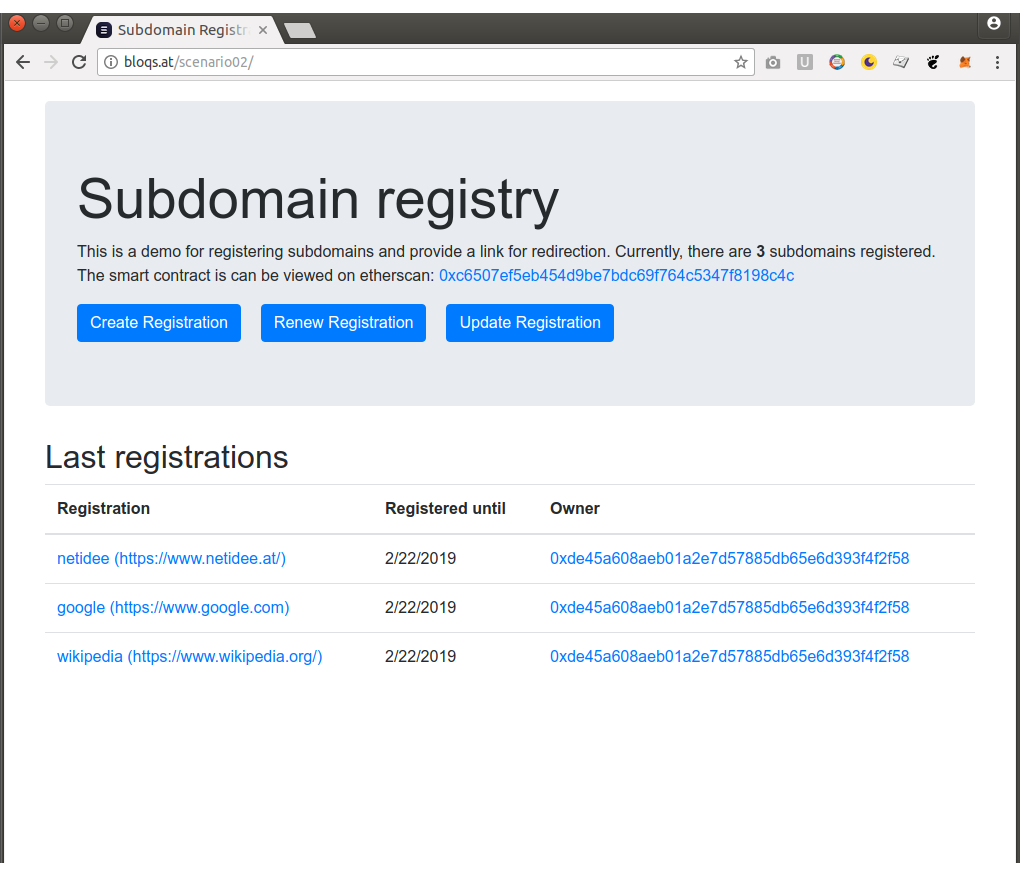 Subdomain Registr
bloqs.at/scenario02/
Subdomain registry
This is a demo for registering subdomains and provide a link for redirection. Currently, there are 3 subdomains registered.
The smart contract is can be viewed on etherscan: 0xc6507ef5eb454d9be7bdc69f764c5347f8198c4c
Create Registration Renew Registration Update Registration
Last registrations
Registration Registered until Owner
netidee (https://www.netidee.at/) 2/22/2019 0xde45a608aeb01a2e7d57885db65e6d393f4f2f58
google (https://www.google.com) 2/22/2019 0xde45a608aeb01a2e7d57885db65e6d393f4f2f58
wikipedia (https://www.wikipedia.org/) 2/22/2019 0xde45a608aeb01a2e7d57885db65e6d393f4f2f58